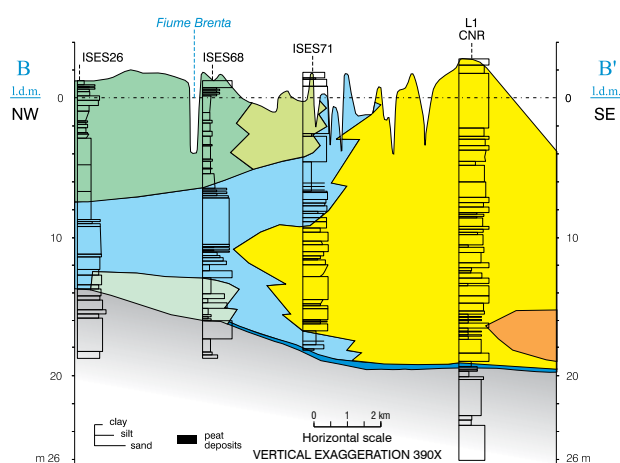 L1
CNR
Fiume Brenta
ISES26
ISES68
ISES71
B
B'
l.d.m.
0
0
l.d.m.
NW
SE
10
10
20
20
clay
silt
sand
peat
deposits
0 1 2 km
Horizontal scale
VERTICAL EXAGGERATION 390X
m 26
26 m